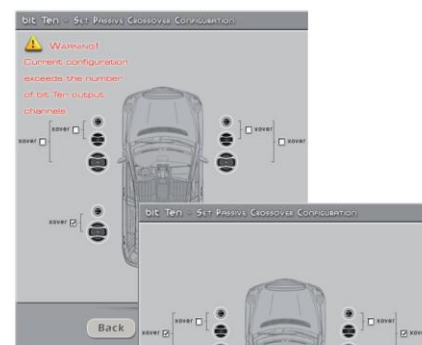 bit Ten - Set Passive Crossover Configuration
Warning!
Current configuration
exceeds the number
of bit Ten output
channels.
xover
xover
xover
xover
xover
Back
bit Ten - Set Passive Crossover Configuration
xover
xover
xover
xover